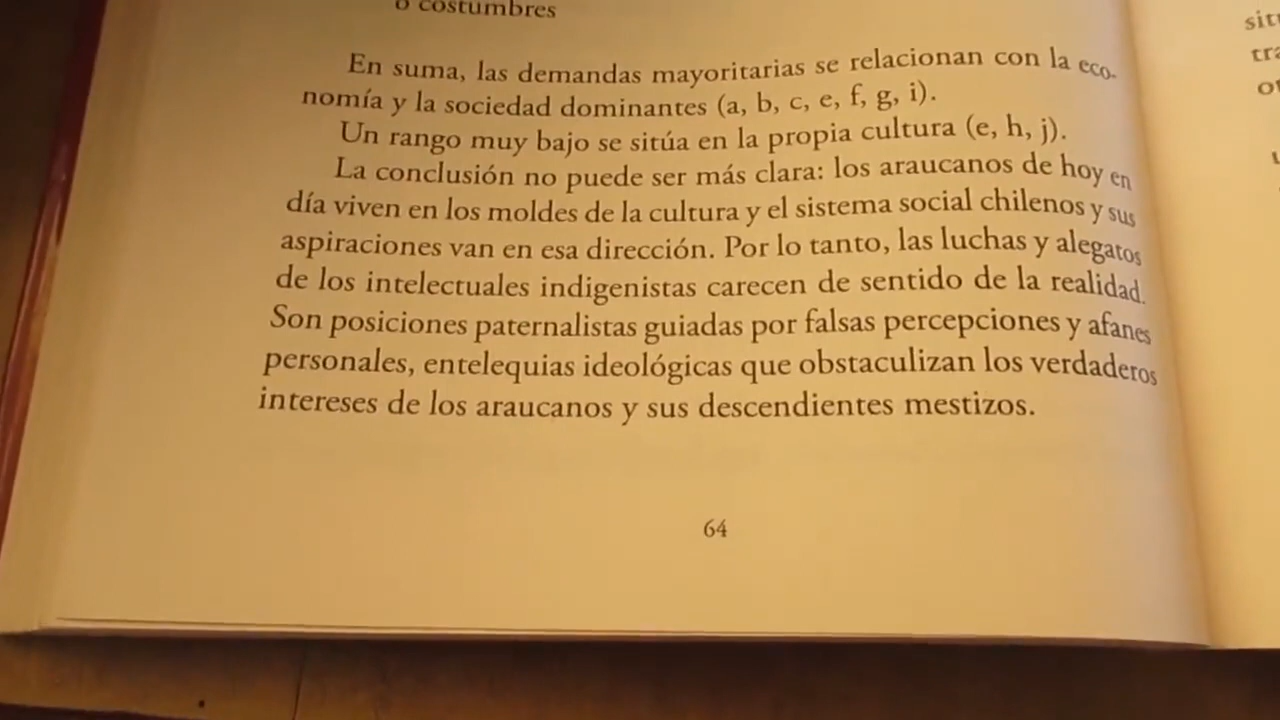 o costumbres
En suma, las demandas mayoritarias se relacionan con la eco-
nomía y la sociedad dominantes (a, b, c, e, f, g, i).
Un rango muy bajo se sitúa en la propia cultura (e, h, j).
La conclusión no puede ser más clara: los araucanos de hoy en
día viven en los moldes de la cultura y el sistema social chilenos y sus
aspiraciones van en esa dirección. Por lo tanto, las luchas y alegatos
de los intelectuales indigenistas carecen de sentido de la realidad.
Son posiciones paternalistas guiadas por falsas percepciones y afanes
personales, entelequias ideológicas que obstaculizan los verdaderos
intereses de los araucanos y sus descendientes mestizos.
64